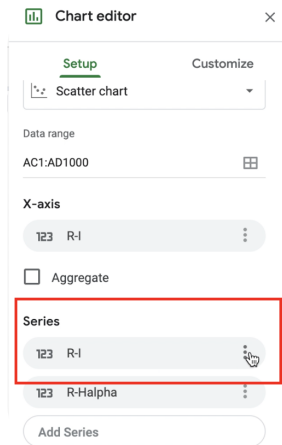 Chart editor
Setup Customize
Scatter chart
Data range
AC1:AD1000
X-axis
123 R-I
Aggregate
Series
123 R-I
123 R-Halpha
Add Series